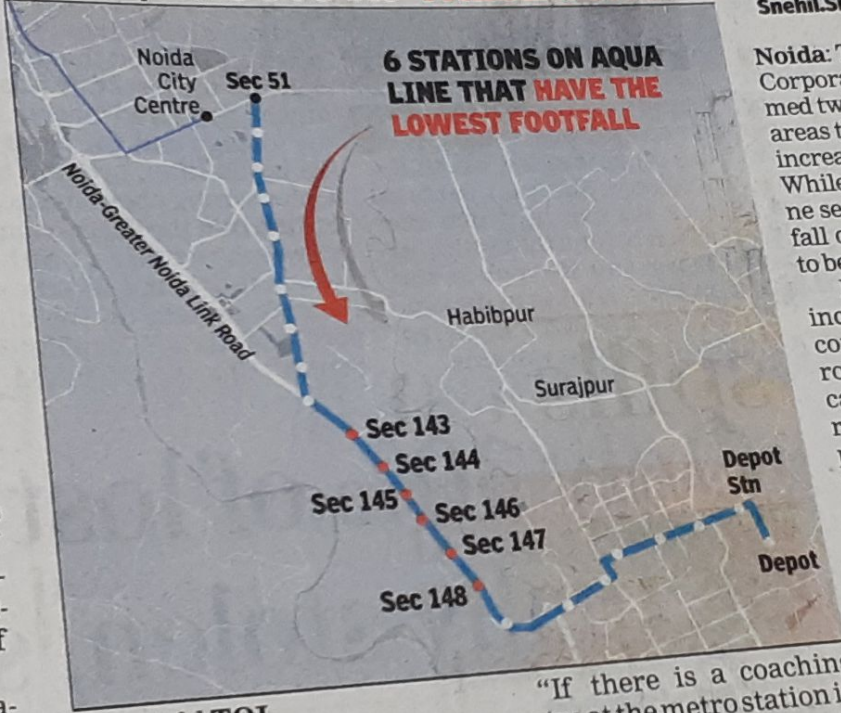 Noida
City
Centre
Sec 51
6 STATIONS ON AQUA
LINE THAT HAVE THE
LOWEST FOOTFALL
Noida-Greater Noida Link Road
Habibpur
Surajpur
Sec 143
Sec 144
Sec 145
Sec 146
Sec 147
Sec 148
Depot
Stn
Depot
Noida:
Corpora
med tw
areas t
increa
While
ne se
fall o
to be
inc
co
ro
ca
"If there is a coachin
the metro station i